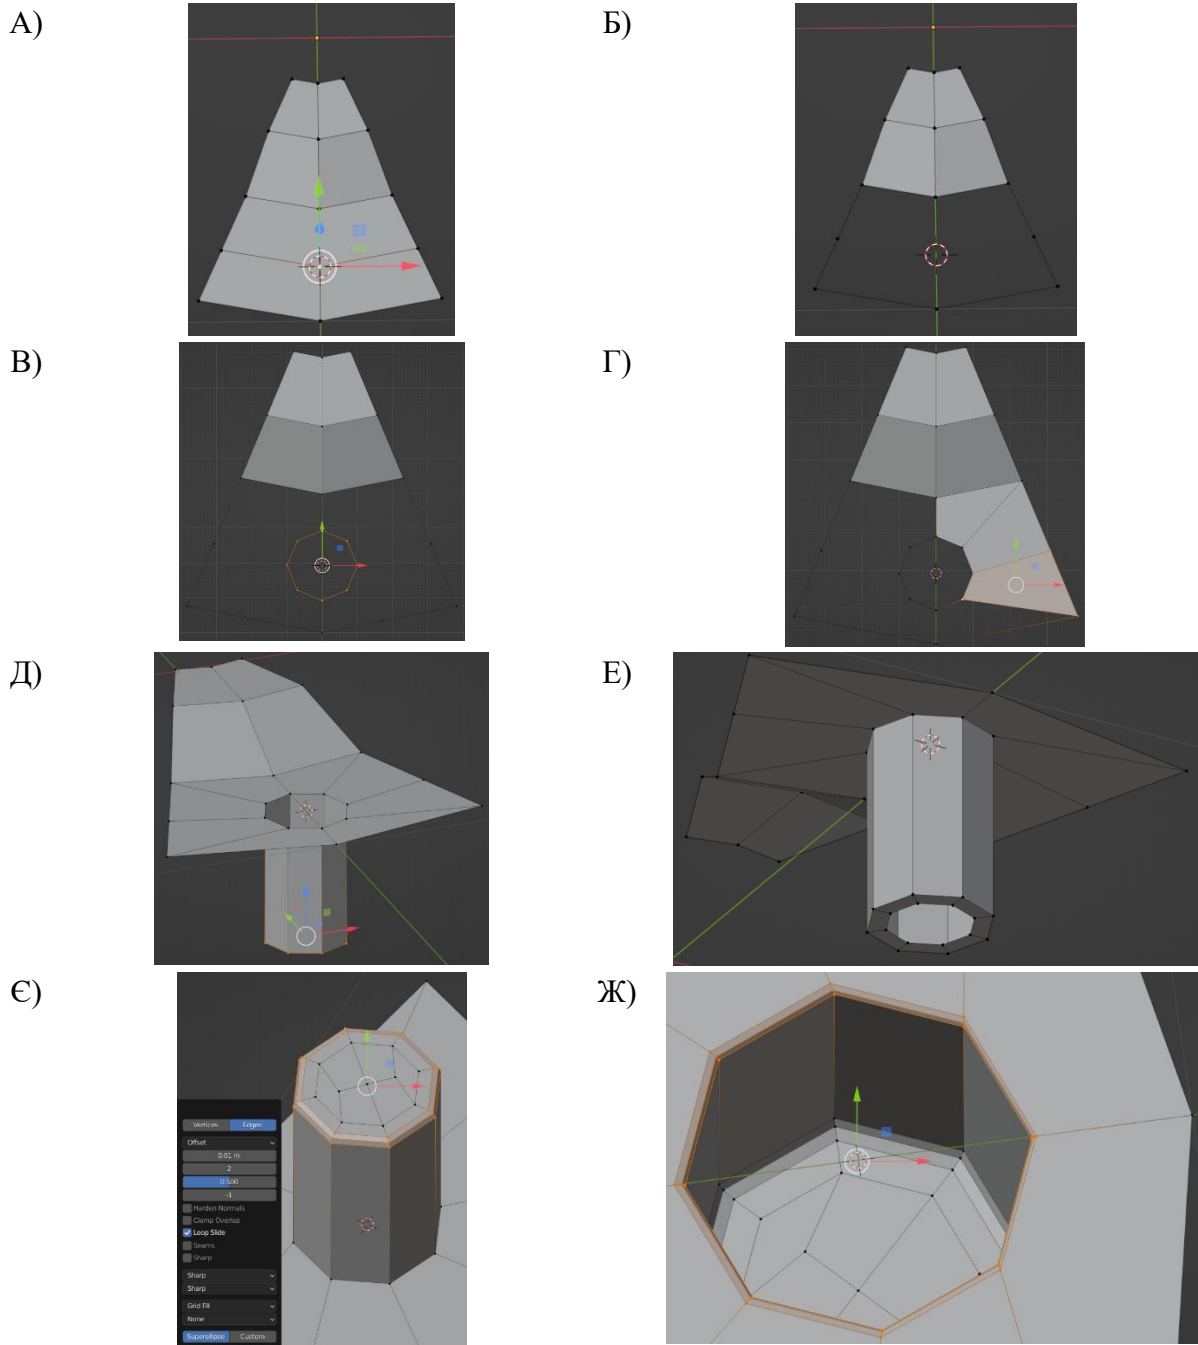 А)
Б)
В)
Г)
Д)
Е)
Є)
Ж)
Vertices Edges
Offset
0.01 m
2
0.500
-1
Harden Normals
Clamp Overlap
Loop Slide
Seams
Sharp
Sharp
Sharp
Grid Fill
None
Superellipse Custom